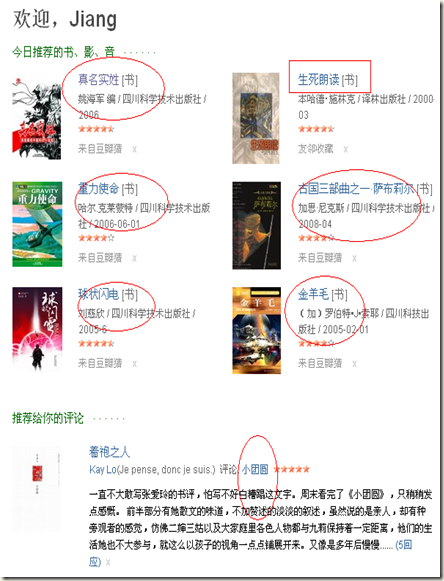 欢迎，Jiang
今日推荐的书、影、音 · · · · · ·
真名实姓 [书]
姚海军 编 / 四川科学技术出版社 /
2006
来自豆瓣猜 x
生死朗读 [书]
本哈德·施林克 / 译林出版社 / 2000-
03
友邻收藏 x
重力使命 [书]
哈尔.克莱蒙特 / 四川科学技术出版
社 / 2006-06-01
来自豆瓣猜 x
古国三部曲之一·萨布莉尔 [书]
加思.尼克斯 / 四川科学技术出版社 /
2008-04
来自豆瓣猜 x
球状闪电 [书]
刘慈欣 / 四川科学技术出版社 /
2005-6
来自豆瓣猜 x
金羊毛 [书]
（加）罗伯特•J•索耶 / 四川科技出
版社 / 2005-02-01
来自豆瓣猜 x
推荐给你的评论 · · · · · ·
着袍之人
Kay Lo(Je pense, donc je suis.) 评论: 小团圆
一直不太敢写张爱玲的书评，怕写不好白糟蹋这文字。周末看完了《小团圆》，只稍稍发
点感慨。 前半部分有她散文的味道，不加赘述的淡淡的叙述，虽然说的是亲人，却有种
旁观者的感觉，仿佛二婶三姑以及大家庭里各色人物都与九莉保持着一定距离，他们的生
活她也不大参与，就这么以孩子的视角一点点铺展开来。又像是多年后慢慢...... (5回
应) x